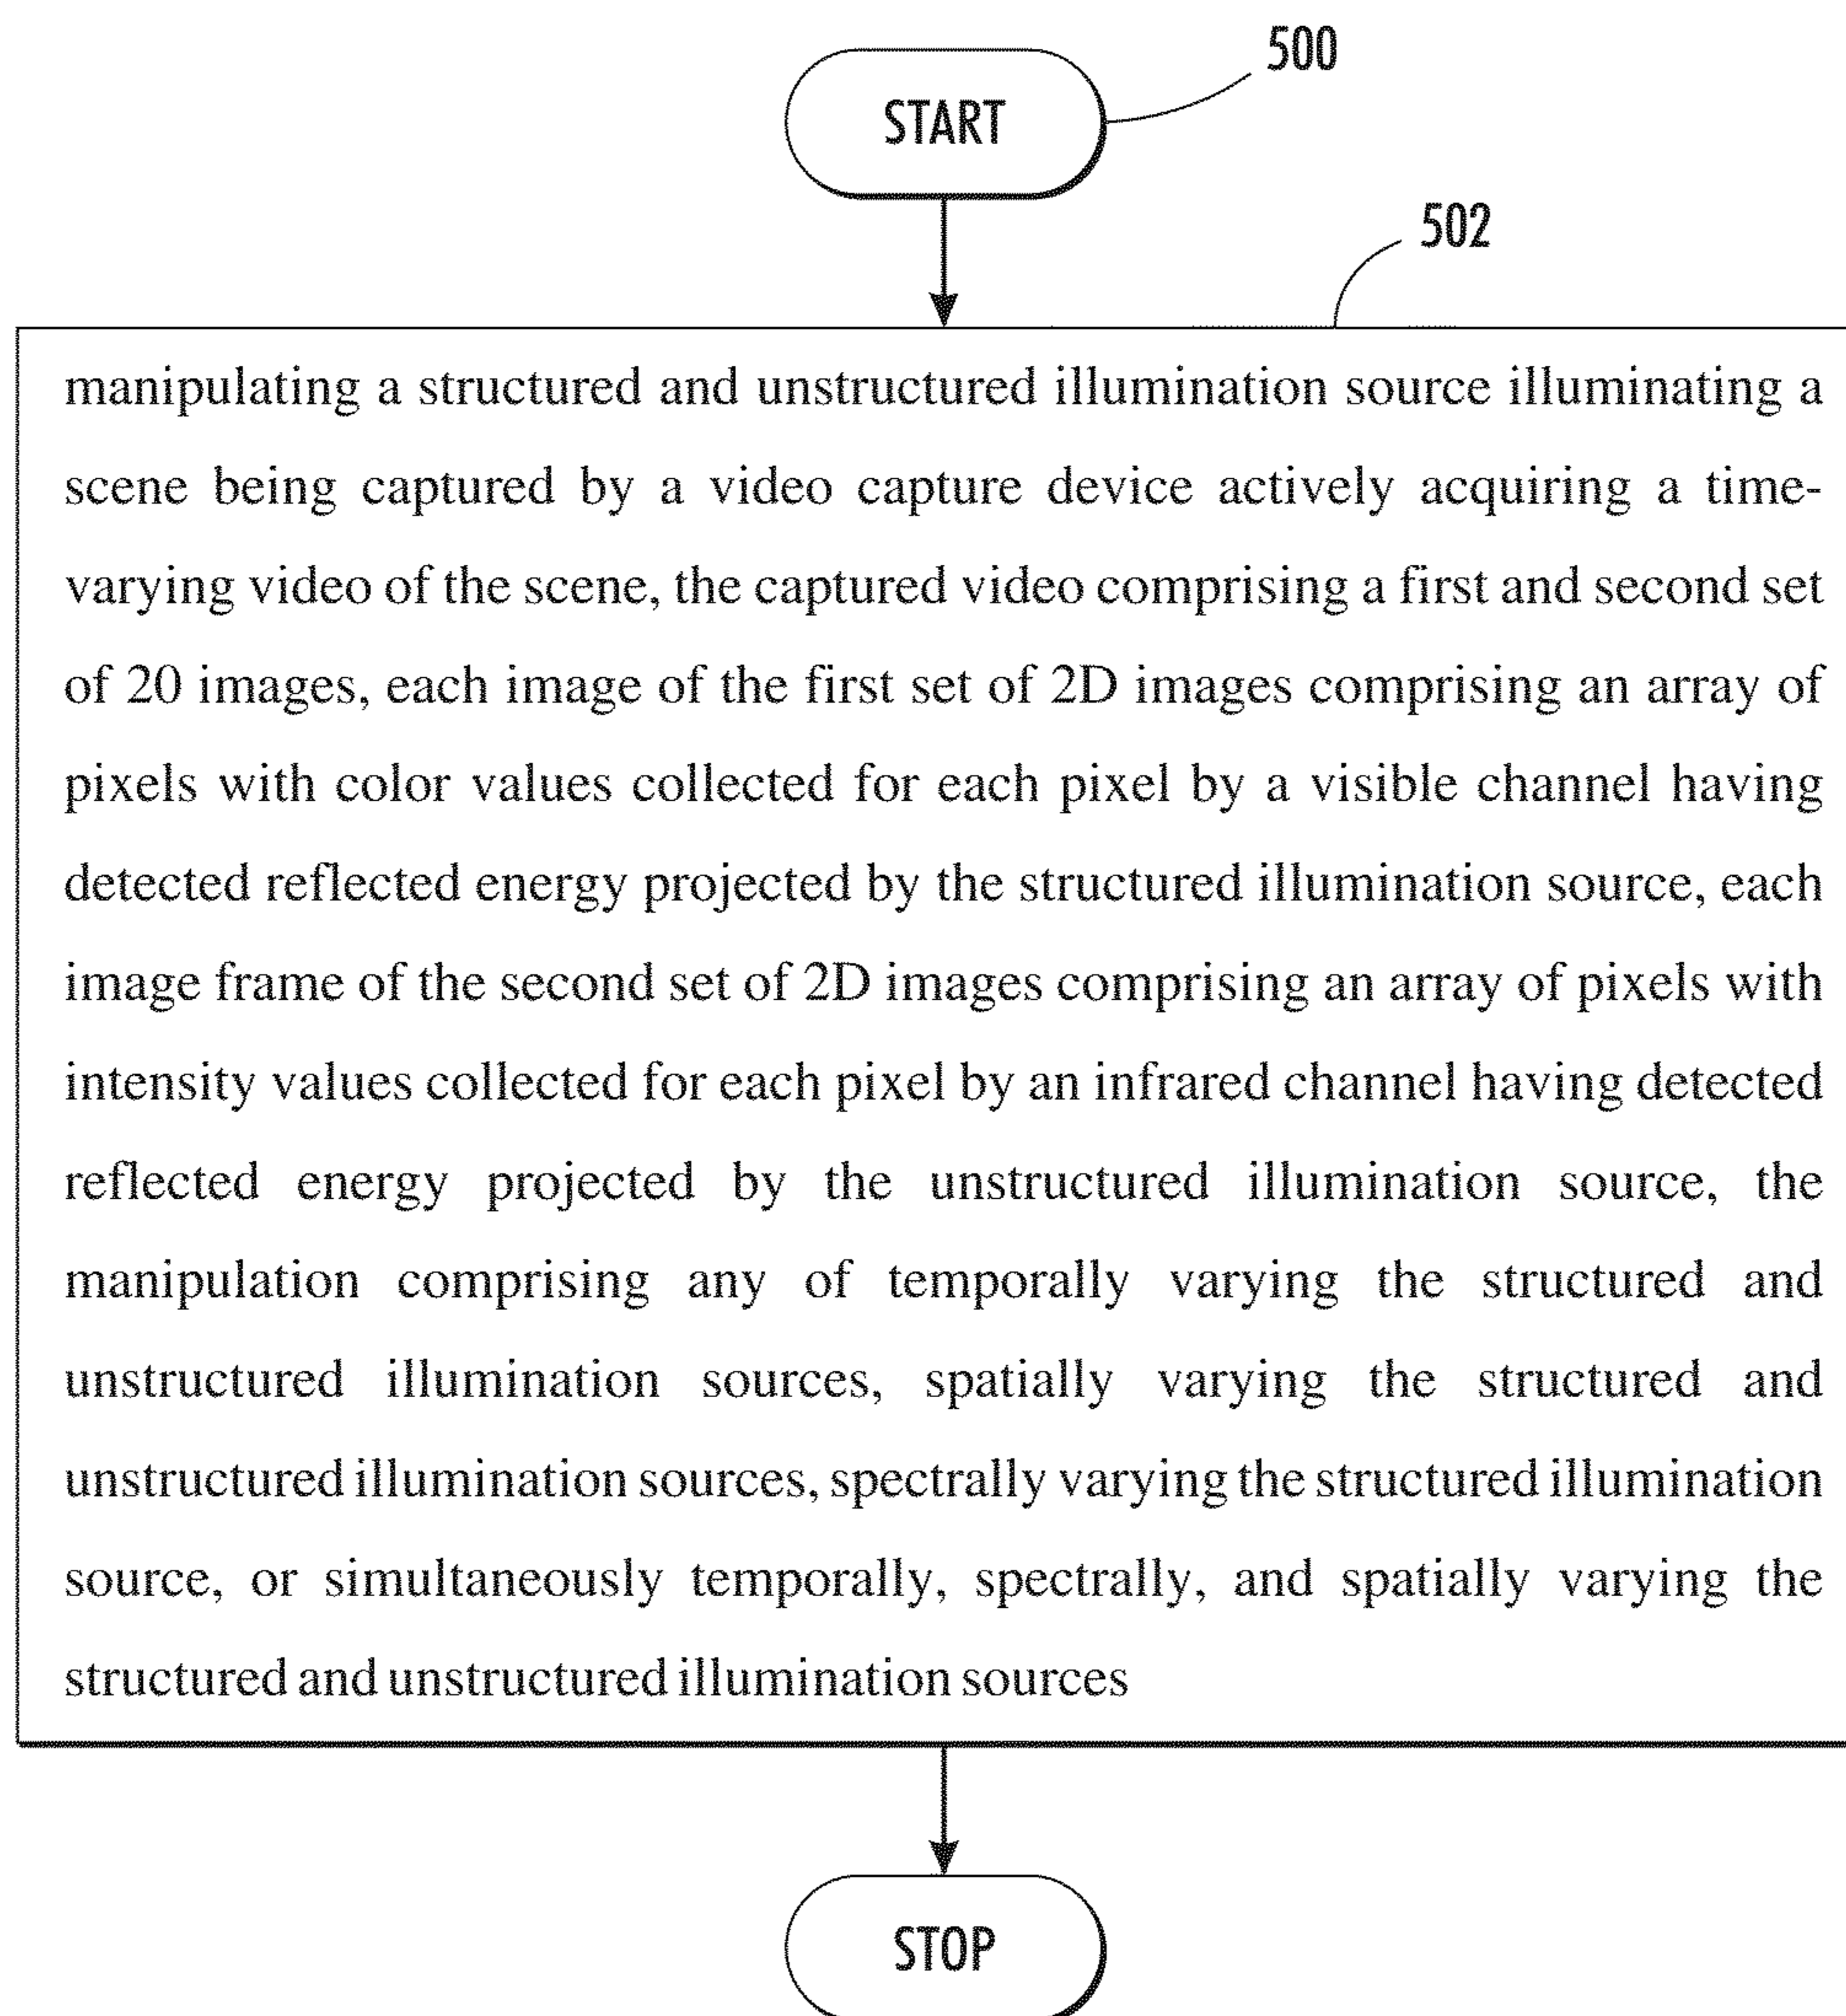 500
START
502
manipulating a structured and unstructured illumination source illuminating a
scene being captured by a video capture device actively acquiring a time-
varying video of the scene, the captured video comprising a first and second set
of 20 images, each image of the first set of 2D images comprising an array of
pixels with color values collected for each pixel by a visible channel having
detected reflected energy projected by the structured illumination source, each
image frame of the second set of 2D images comprising an array of pixels with
intensity values collected for each pixel by an infrared channel having detected
reflected energy projected by the unstructured illumination source, the
manipulation comprising any of temporally varying the structured and
unstructured illumination sources, spatially varying the structured and
unstructured illumination sources, spectrally varying the structured illumination
source, or simultaneously temporally, spectrally, and spatially varying the
structured and unstructured illumination sources
STOP